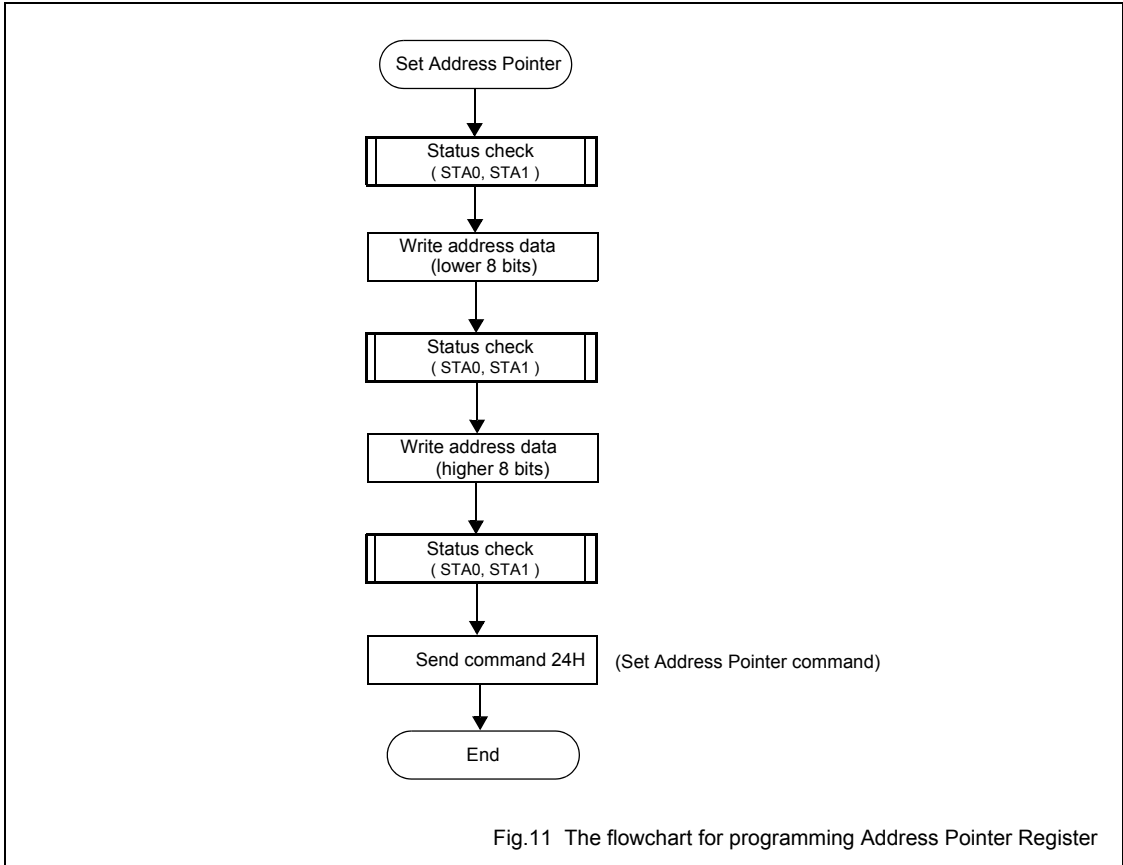 Set Address Pointer
Status check
( STA0, STA1 )
Write address data
(lower 8 bits)
Status check
( STA0, STA1 )
Write address data
(higher 8 bits)
Status check
( STA0, STA1 )
Send command 24H (Set Address Pointer command)
End
Fig.11 The flowchart for programming Address Pointer Register